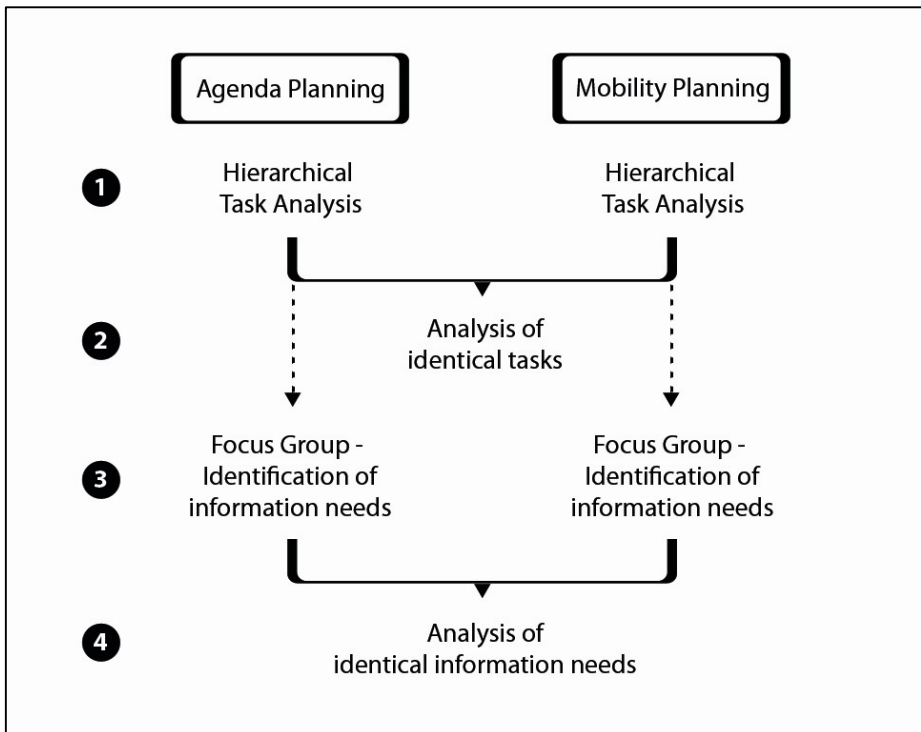 Agenda Planning
Mobility Planning
1
Hierarchical
Task Analysis
Hierarchical
Task Analysis
2
Analysis of
identical tasks
3
Focus Group -
Identification of
information needs
Focus Group -
Identification of
information needs
4
Analysis of
identical information needs